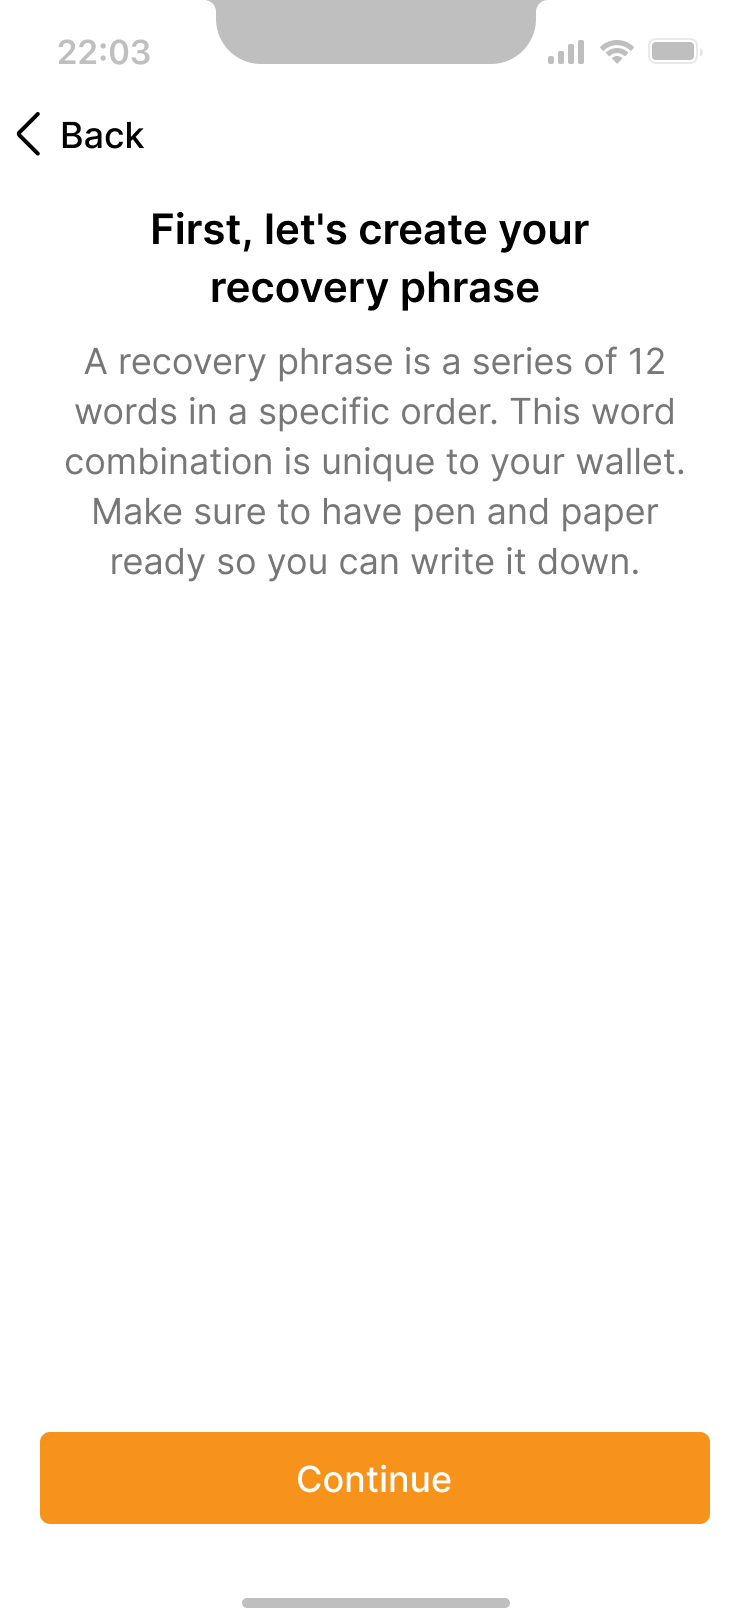 22:03
Back
First, let's create your
recovery phrase
A recovery phrase is a series of 12
words in a specific order. This word
combination is unique to your wallet.
Make sure to have pen and paper
ready so you can write it down.
Continue